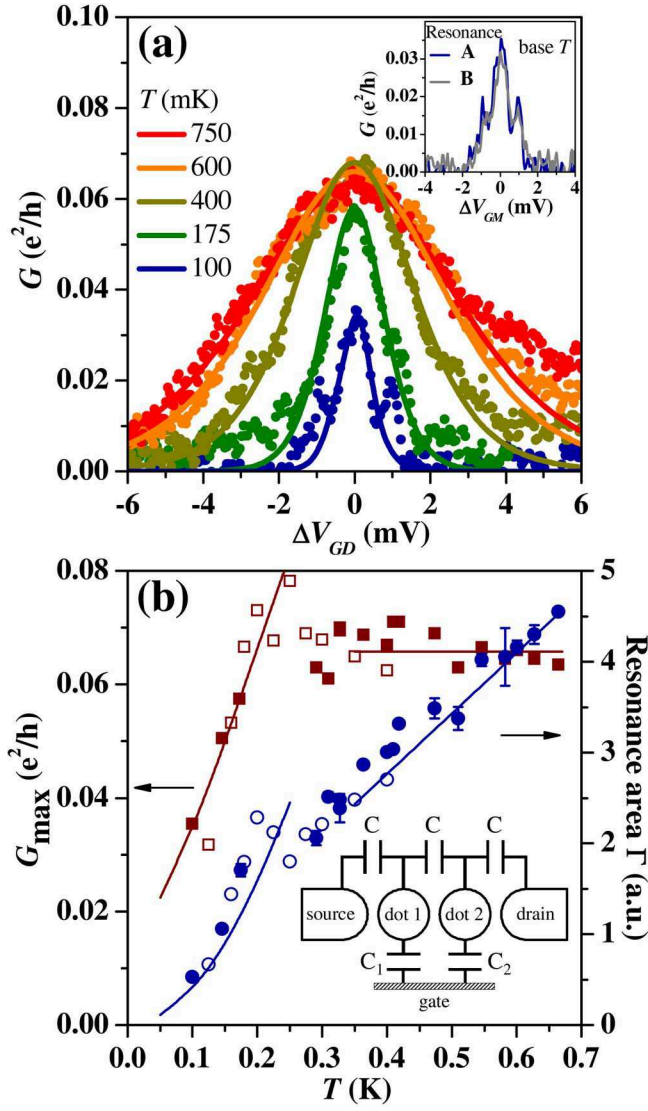 (a)
T (mK)
750
600
400
175
100
Resonance
A
B
base T
0.03
0.02
0.01
0.00
G (e²/h)
-4 -2 0 2 4
ΔV_GM (mV)
0.10
0.08
0.06
0.04
0.02
0.00
G (e²/h)
-6 -4 -2 0 2 4 6
ΔV_GD (mV)
(b)
0.08
0.06
0.04
0.02
0.00
G_max (e²/h)
5
4
3
2
1
0
Resonance area Γ (a.u.)
C C C
source dot 1 dot 2 drain
C₁ C₂
gate
0.0 0.1 0.2 0.3 0.4 0.5 0.6 0.7
T (K)